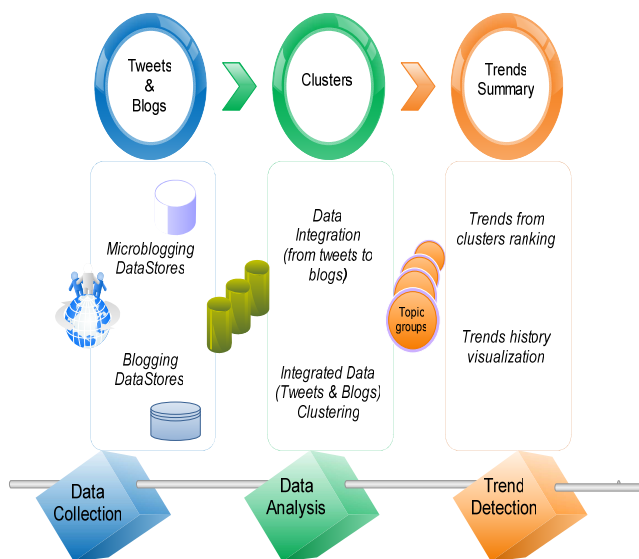 Tweets
&
Blogs
Clusters
Trends
Summary
Microblogging
DataStores
Blogging
DataStores
Data
Integration
(from tweets to
blogs)
Integrated Data
(Tweets & Blogs)
Clustering
Topic
groups
Trends from
clusters ranking
Trends history
visualization
Data
Collection
Data
Analysis
Trend
Detection